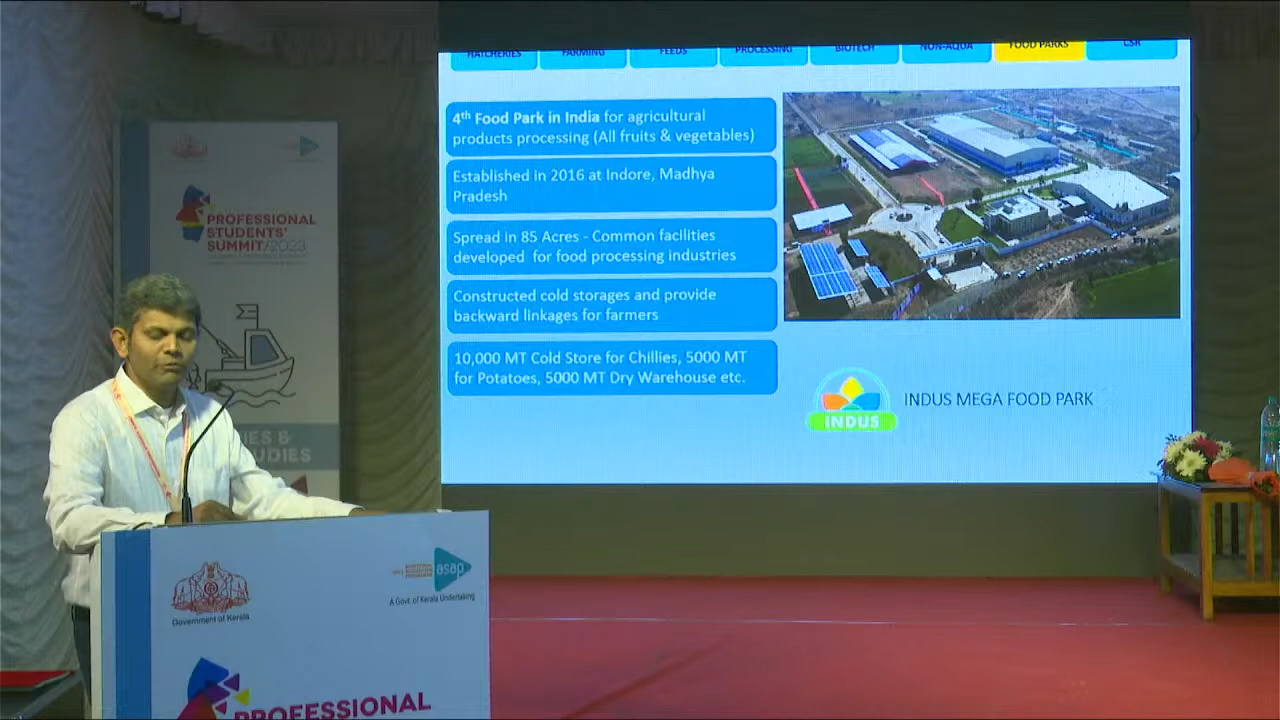 HATCHERIES
FARMING
FEEDS
PROCESSING
BIOTECH
NON-AQUA
FOOD PARKS
CSR
4th Food Park in India for agricultural
products processing (All fruits & vegetables)
Established in 2016 at Indore, Madhya
Pradesh
Spread in 85 Acres - Common facilities
developed for food processing industries
Constructed cold storages and provide
backward linkages for farmers
10,000 MT Cold Store for Chillies, 5000 MT
for Potatoes, 5000 MT Dry Warehouse etc.
INDUS
INDUS MEGA FOOD PARK
PROFESSIONAL
STUDENTS'
SUMMIT/2023
IES &
UDIES
Government of Kerala
asap
A Govt. of Kerala Undertaking
PROFESSIONAL